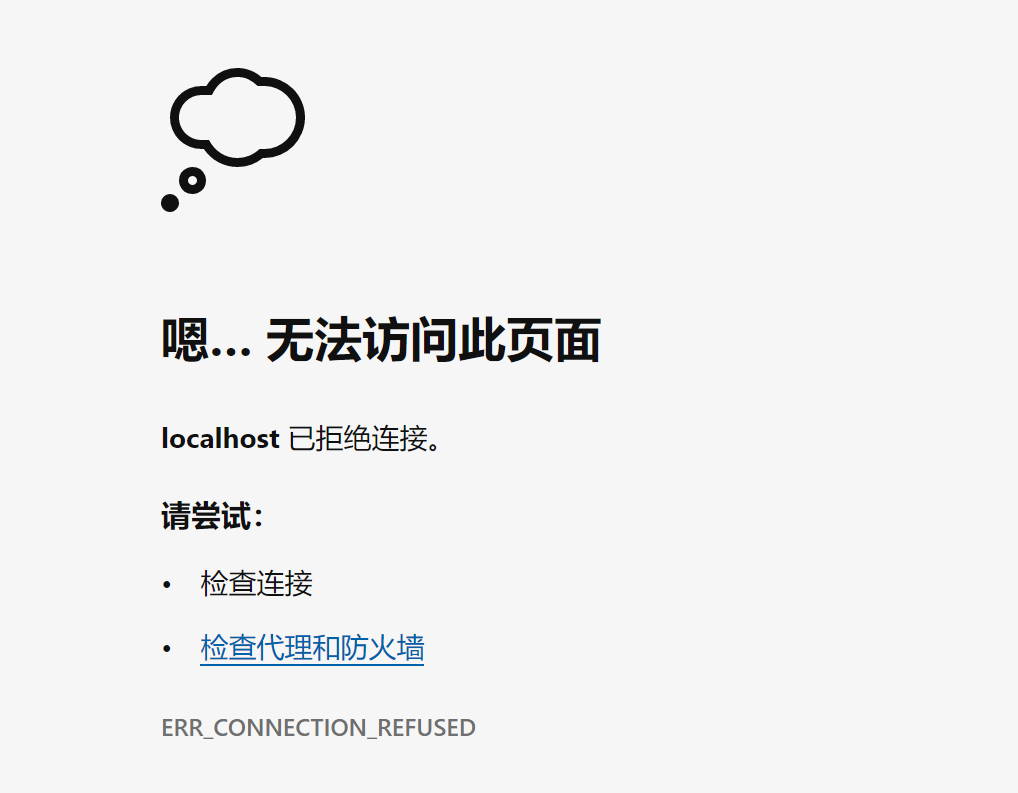 嗯… 无法访问此页面
localhost 已拒绝连接。
请尝试：
• 检查连接
• 检查代理和防火墙
ERR_CONNECTION_REFUSED